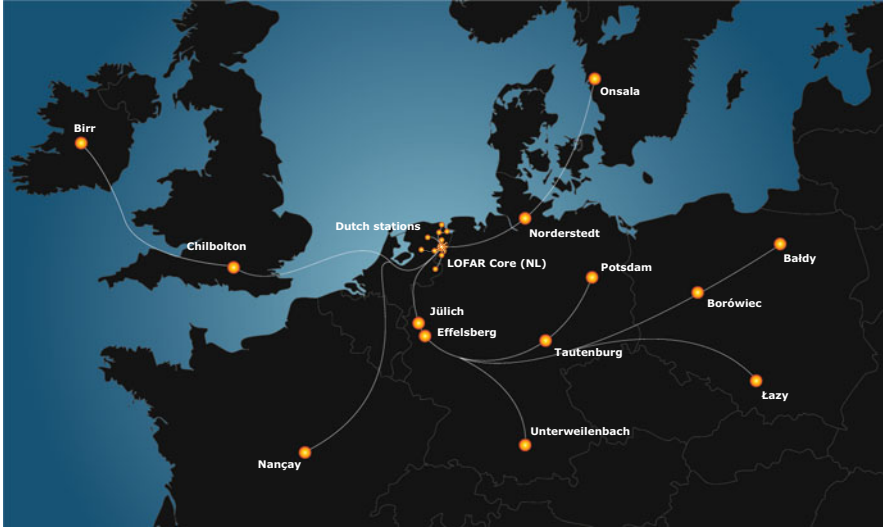 Onsala
Birr
Dutch stations
Norderstedt
Chilbolton
Bałdy
LOFAR Core (NL)
Potsdam
Borówiec
Jülich
Effelsberg
Tautenburg
Łazy
Unterweilenbach
Nançay